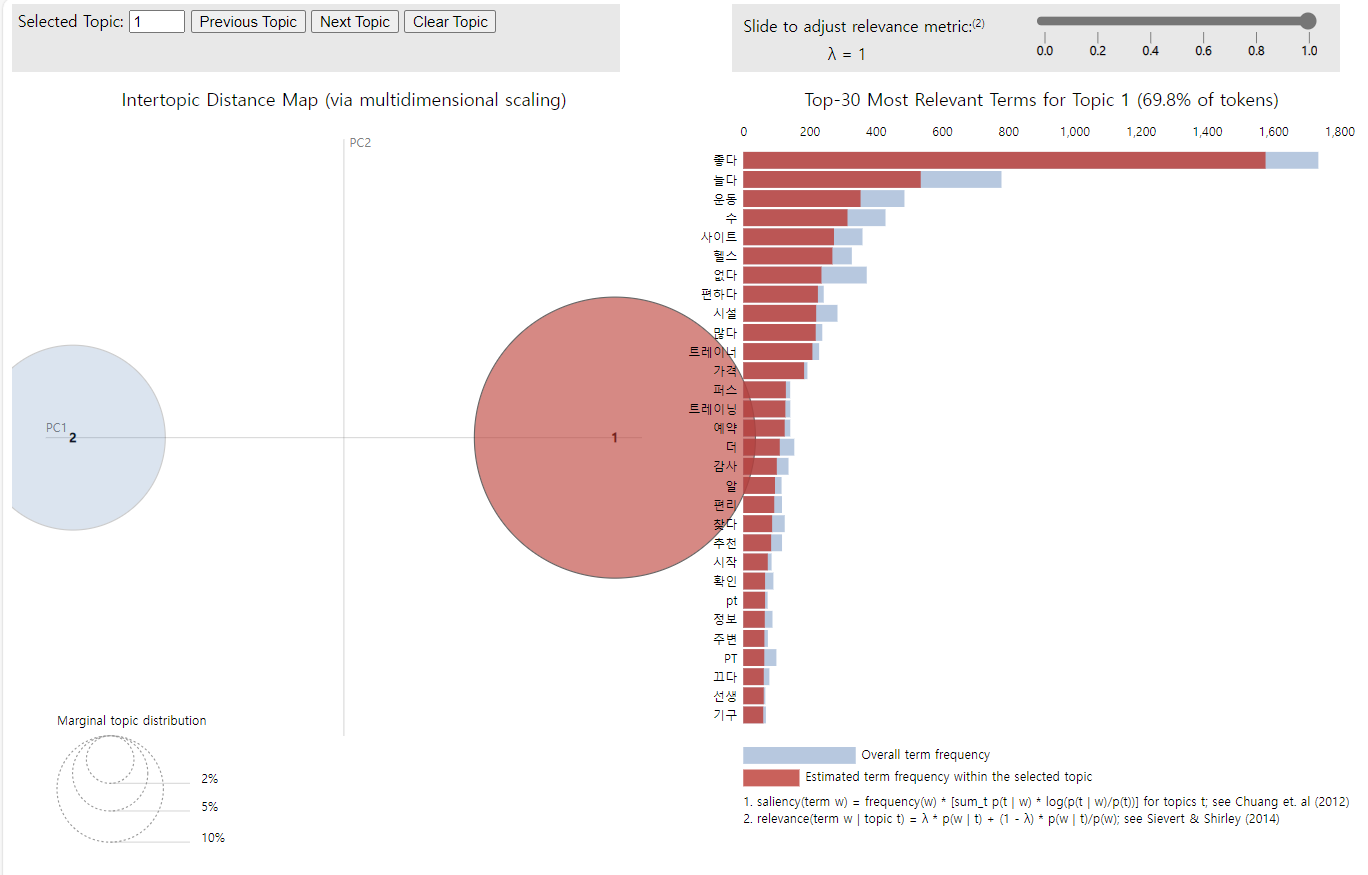 Selected Topic: 1 Previous Topic Next Topic Clear Topic
Slide to adjust relevance metric:(2)
λ = 1
0.0 0.2 0.4 0.6 0.8 1.0
Intertopic Distance Map (via multidimensional scaling)
PC2
PC1
2
1
Marginal topic distribution
2%
5%
10%
Top-30 Most Relevant Terms for Topic 1 (69.8% of tokens)
0 200 400 600 800 1,000 1,200 1,400 1,600 1,800
좋다
늘다
운동
수
사이트
헬스
없다
편하다
시설
많다
트레이너
가격
퍼스
트레이닝
예약
더
감사
알
편리
찾다
추천
시작
확인
pt
정보
주변
PT
끄다
선생
기구
Overall term frequency
Estimated term frequency within the selected topic
1. saliency(term w) = frequency(w) * [sum_t p(t | w) * log(p(t | w)/p(t))] for topics t; see Chuang et. al (2012)
2. relevance(term w | topic t) = λ * p(w | t) + (1 - λ) * p(w | t)/p(w); see Sievert & Shirley (2014)